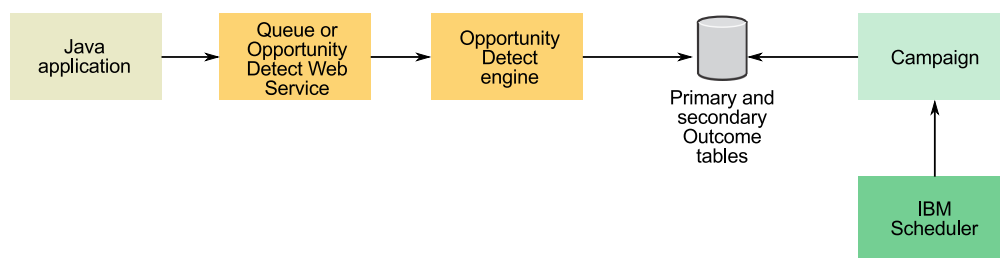 Java
application
Queue or
Opportunity
Detect Web
Service
Opportunity
Detect
engine
Primary and
secondary
Outcome
tables
Campaign
IBM
Scheduler